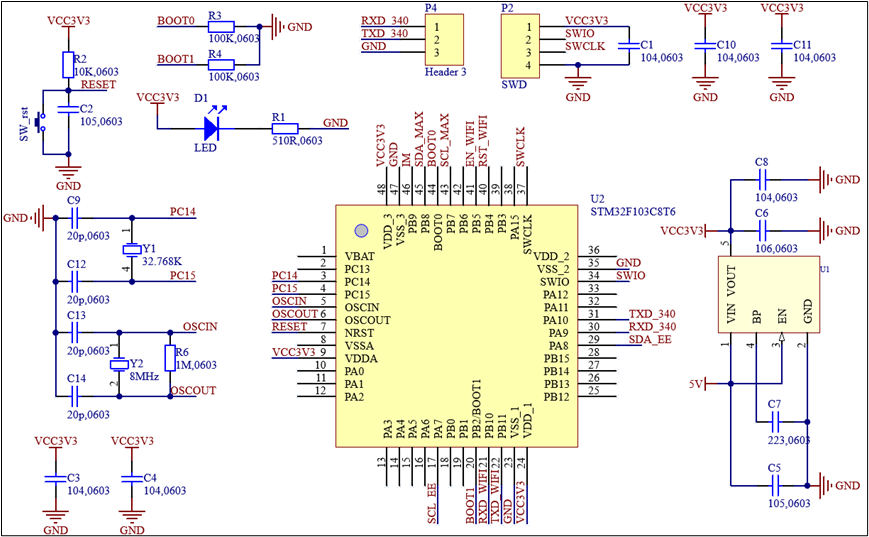 VCC3V3
R2
10K,0603
RESET
SW_rst
C2
105,0603
GND
BOOT0
R3
100K,0603
GND
BOOT1
R4
100K,0603
VCC3V3
D1
LED
R1
510R,0603
GND
P4
RXD_340
TXD_340
GND
1
2
3
Header 3
P2
1
2
3
4
SWD
VCC3V3
SWIO
SWCLK
C1
104,0603
GND
VCC3V3
C10
104,0603
GND
VCC3V3
C11
104,0603
GND
GND
C9
20p,0603
PC14
1
4
Y1
32.768K
C12
20p,0603
PC15
C13
20p,0603
OSCIN
1
2
Y2
8MHz
R6
1M,0603
C14
20p,0603
OSCOUT
VCC3V3
C3
104,0603
GND
VCC3V3
C4
104,0603
GND
U2
STM32F103C8T6
VCC3V3 48 VDD_3
GND 47 VSS_3
IM 46 PB9
SDA_MAX 45 PB8
BOOT0 44 BOOT0
SCL_MAX 43 PB7
42 PB6
EN_WIFI 41 PB5
RST_WIFI 40 PB4
39 PB3
38 PA15
SWCLK 37 SWCLK
1 VBAT
2 PC13
PC14 3 PC14
PC15 4 PC15
OSCIN 5 OSCIN
OSCOUT 6 OSCOUT
RESET 7 NRST
8 VSSA
VCC3V3 9 VDDA
10 PA0
11 PA1
12 PA2
VDD_2 36
VSS_2 35 GND
SWIO 34 SWIO
PA12 33
PA11 32
PA10 31 TXD_340
PA9 30 RXD_340
PA8 29 SDA_EE
PB15 28
PB14 27
PB13 26
PB12 25
PA3 13
PA4 14
PA5 15
PA6 16
PA7 17 SCL_EE
PB0 18
PB1 19
PB2/BOOT1 20 BOOT1
PB10 21 RXD_WIFI
PB11 22 TXD_WIFI
VSS_1 23 GND
VDD_1 24 VCC3V3
C8
104,0603
GND
VCC3V3
C6
106,0603
GND
5
U1
VIN
VOUT
BP
EN
GND
1
4
3
2
5V
C7
223,0603
C5
105,0603
GND